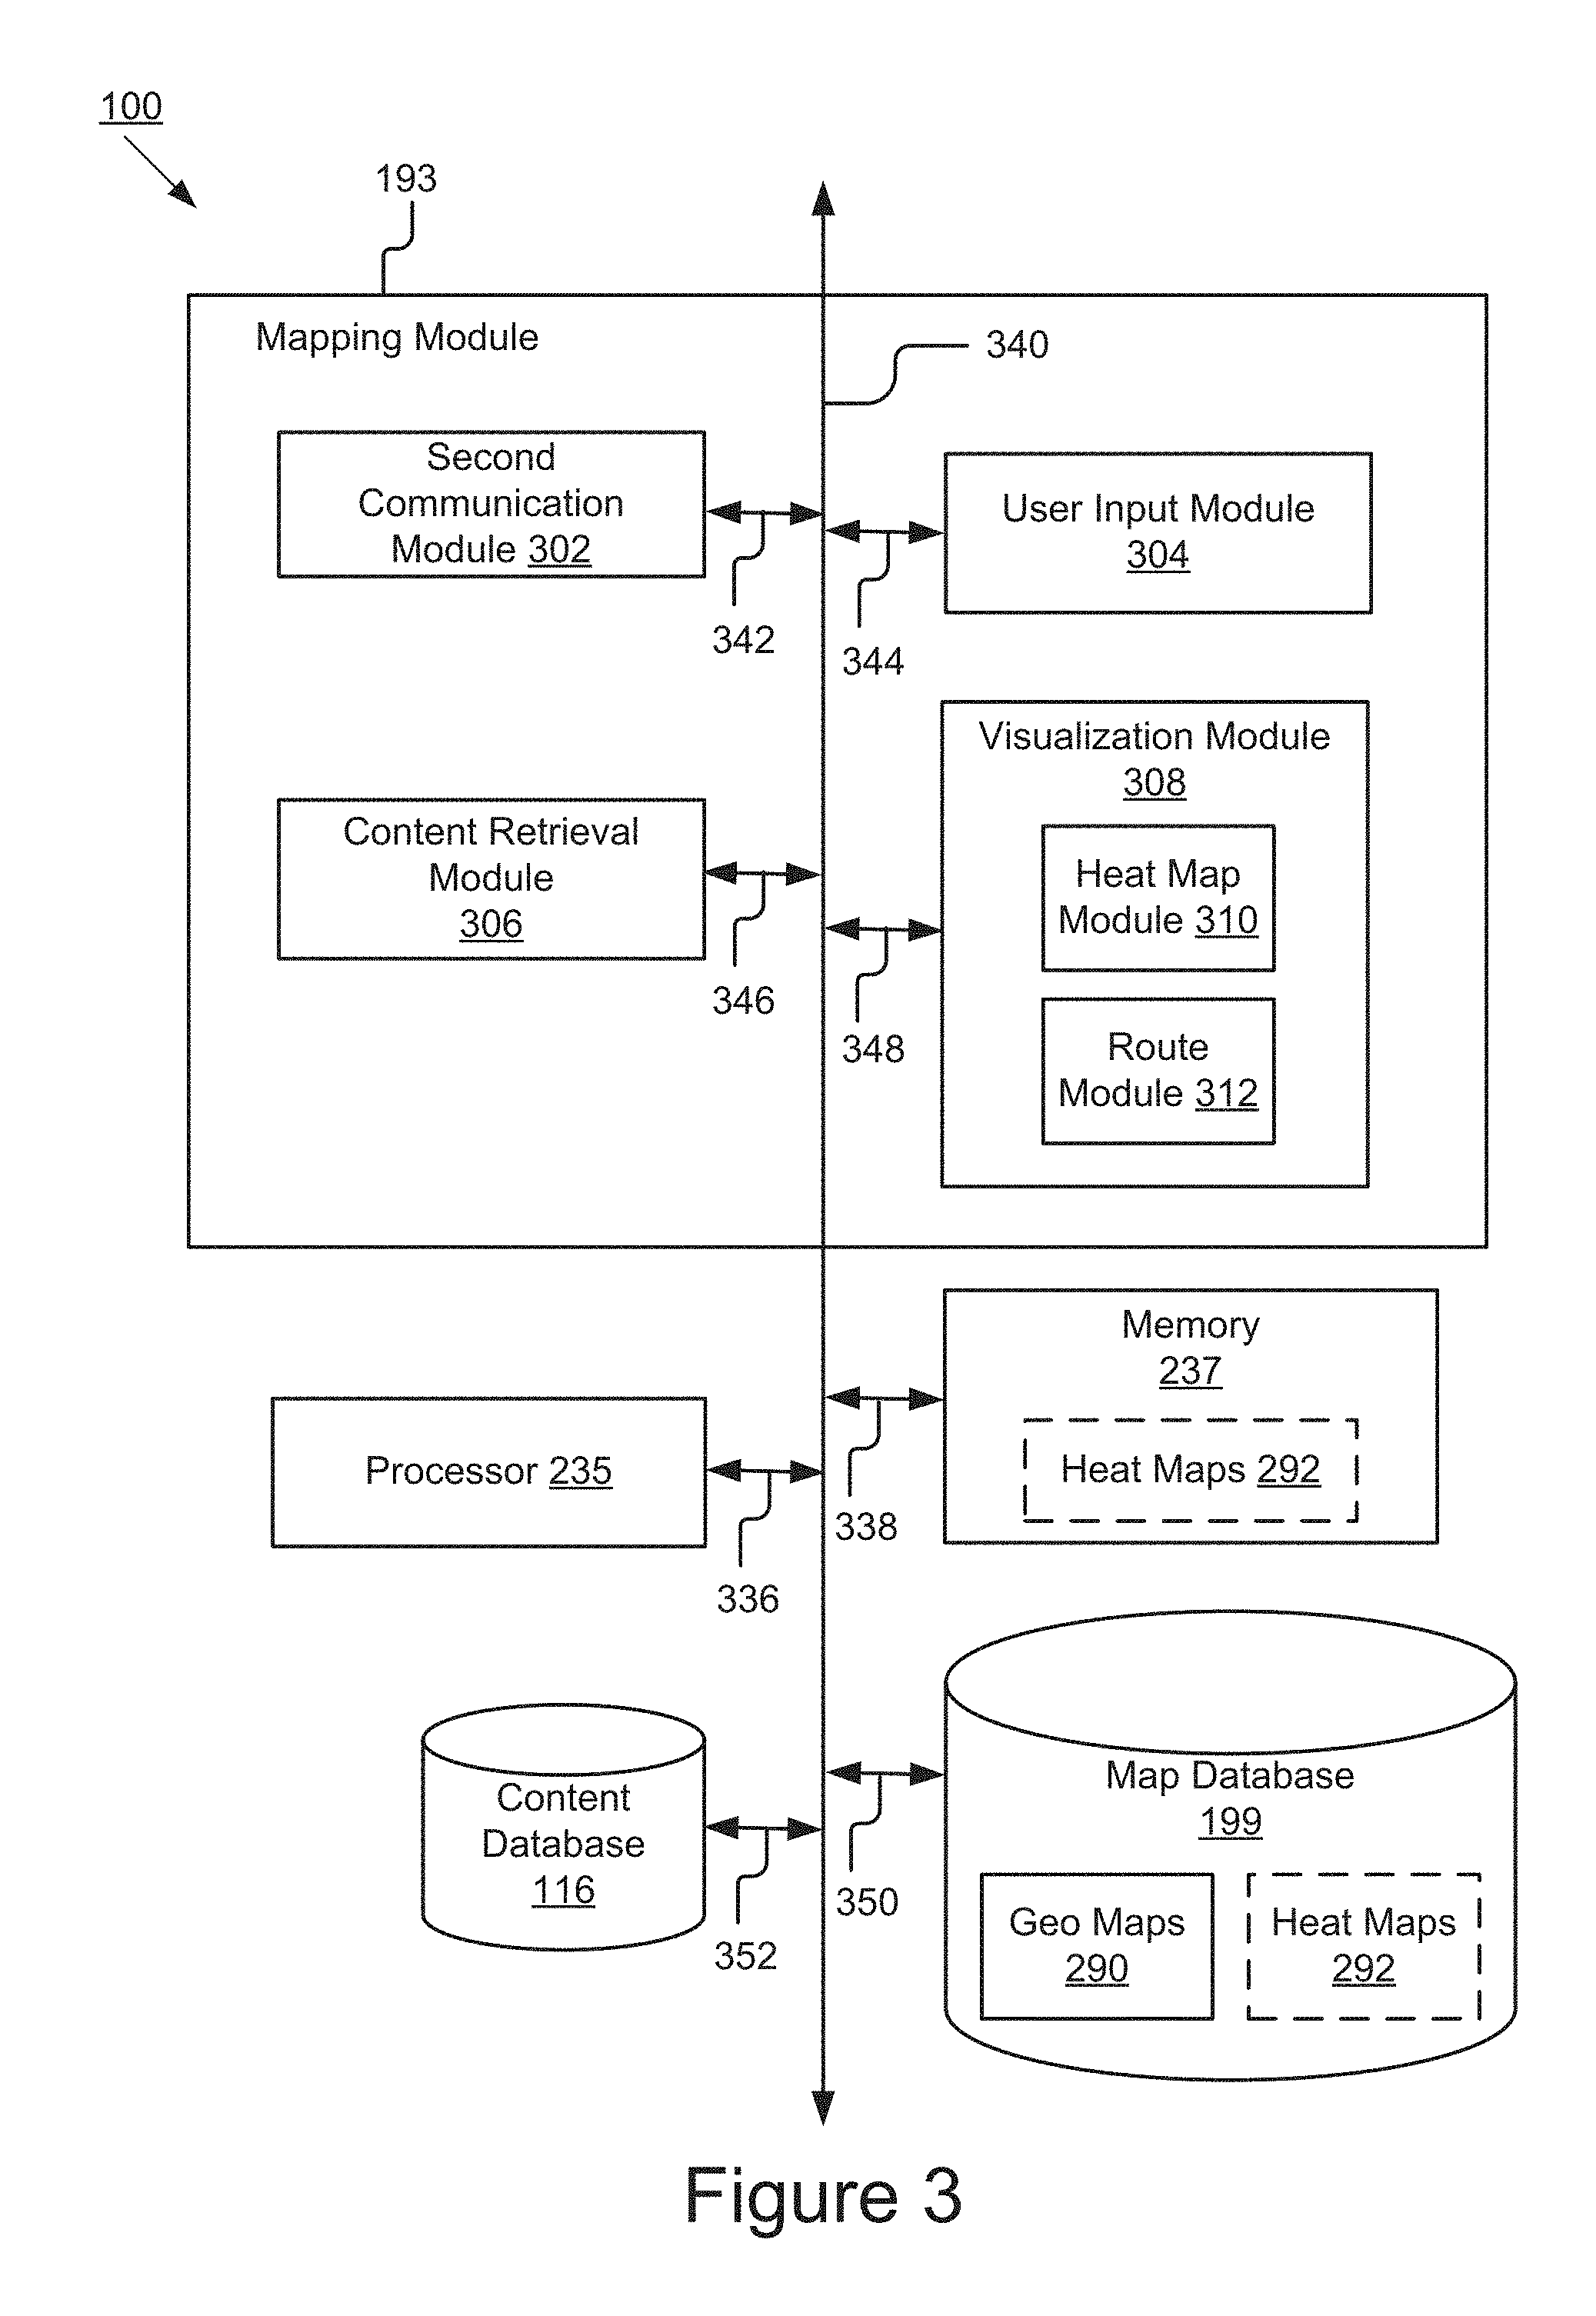 100
193
Mapping Module
340
Second
Communication
Module 302
User Input Module
304
342
344
Visualization Module
308
Content Retrieval
Module
306
Heat Map
Module 310
346
348
Route
Module 312
Memory
237
Processor 235
Heat Maps 292
338
336
Map Database
199
Content
Database
116
350
352
Geo Maps
290
Heat Maps
292
Figure 3